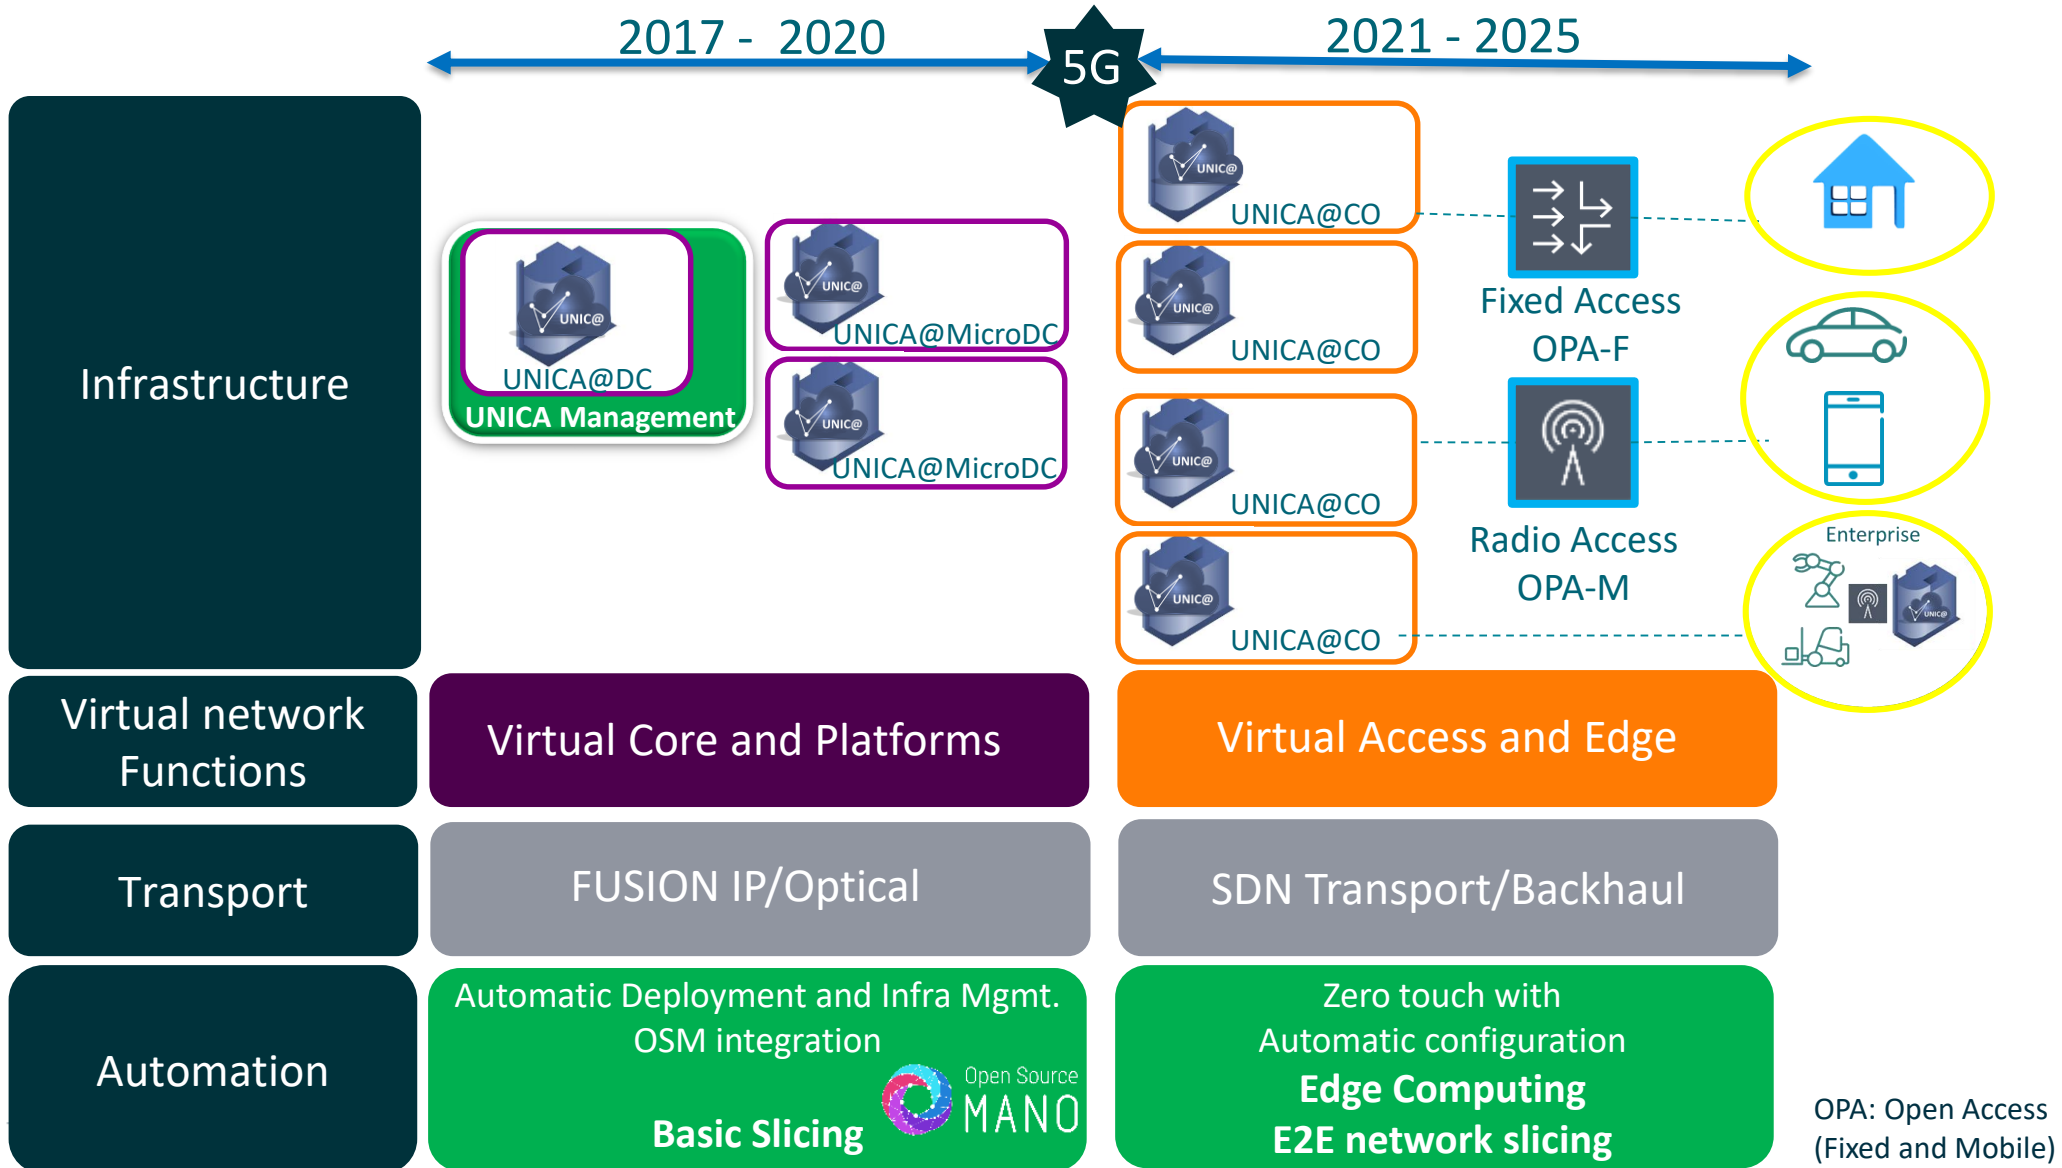 2017 - 2020
5G
2021 - 2025
Infrastructure
UNIC@
UNICA@DC
UNICA Management
UNIC@
UNICA@MicroDC
UNIC@
UNICA@MicroDC
UNIC@
UNICA@CO
UNIC@
UNICA@CO
UNIC@
UNICA@CO
UNIC@
UNICA@CO
Fixed Access
OPA-F
Radio Access
OPA-M
Enterprise
UNIC@
Virtual network
Functions
Virtual Core and Platforms
Virtual Access and Edge
Transport
FUSION IP/Optical
SDN Transport/Backhaul
Automation
Automatic Deployment and Infra Mgmt.
OSM integration
Open Source
MANO
Basic Slicing
Zero touch with
Automatic configuration
Edge Computing
E2E network slicing
OPA: Open Access
(Fixed and Mobile)